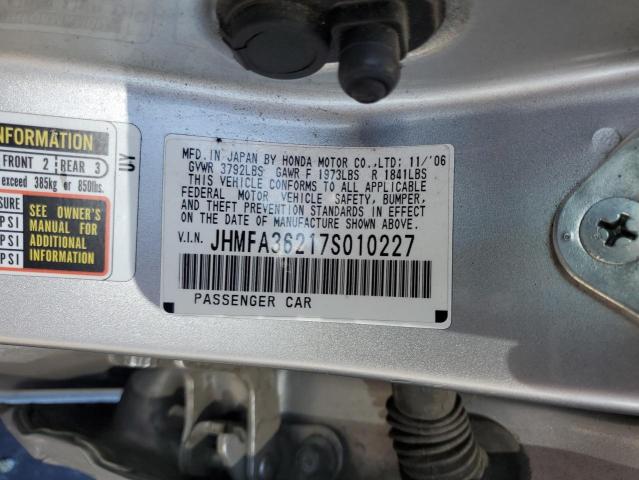 NFORMATION
FRONT 2 REAR 3
exceed 385kg or 850lbs.
SURE
PSI
PSI
PSI
SEE OWNER'S
MANUAL FOR
ADDITIONAL
INFORMATION
MFD. IN JAPAN BY HONDA MOTOR CO.,LTD: 11/'06
GVWR 3792LBS GAWR F 1973LBS R 1841LBS
THIS VEHICLE CONFORMS TO ALL APPLICABLE
FEDERAL MOTOR VEHICLE SAFETY, BUMPER,
AND THEFT PREVENTION STANDARDS IN EFFECT
ON THE DATE OF MANUFACTURE SHOWN ABOVE.
V.I.N. JHMFA36217S010227
PASSENGER CAR